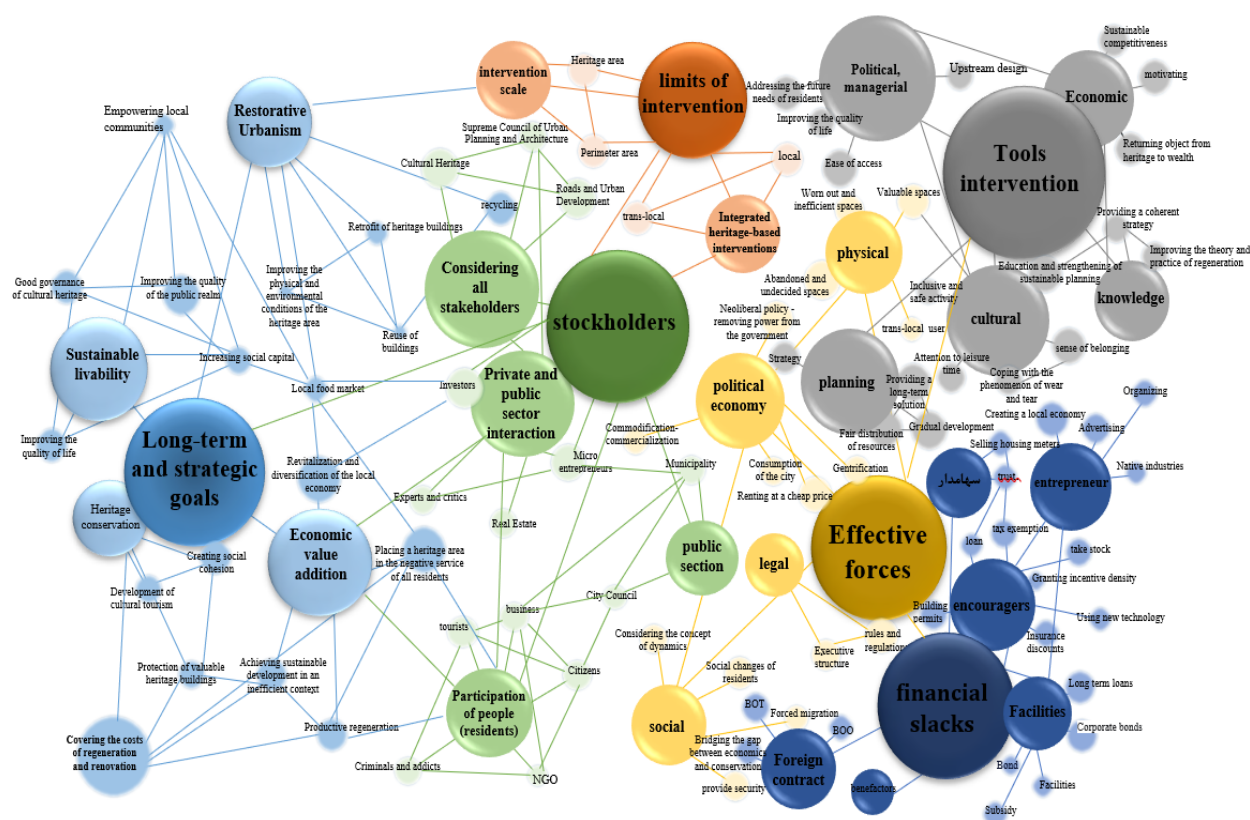 Empowering local
communities
Restorative
Urbanism
intervention
scale
Heritage area
limits of
intervention
Perimeter area
local
trans-local
Integrated
heritage-based
interventions
Supreme Council of Urban
Planning and Architecture
Cultural Heritage
Roads and Urban
Development
recycling
Retrofit of heritage buildings
Considering
all
stakeholders
stockholders
Good governance
of cultural heritage
Improving the quality
of the public realm
Improving the
physical and
environmental
conditions of the
heritage area
Reuse of
buildings
Sustainable
livability
Increasing social capital
Local food market
Investors
Private and
public
sector
interaction
Improving the
quality of life
Long-term
and strategic
goals
Revitalization and
diversification of the local
economy
Micro
entrepreneurs
Municipality
Experts and critics
Real Estate
Heritage
conservation
Creating social
cohesion
Economic
value
addition
Placing a heritage area
in the negative service
of all residents
public
section
Development of
cultural tourism
City Council
business
tourists
Citizens
Protection of valuable
heritage buildings
Achieving sustainable
development in an
inefficient context
Productive regeneration
Participation
of people
(residents)
Covering the costs
of regeneration
and renovation
Criminals and addicts
NGO
Political,
managerial
Upstream design
Addressing the future
needs of residents
Improving the quality
of life
Ease of access
Sustainable
competitiveness
Economic
motivating
Returning object from
heritage to wealth
Tools
intervention
Worn out and
inefficient spaces
Valuable spaces
physical
Providing a coherent
strategy
Improving the theory and
practice of regeneration
Education and strengthening of
sustainable planning
knowledge
Abandoned and
undecided spaces
Inclusive and
safe activity
cultural
trans-local user
Neoliberal policy -
removing power from
the government
Strategy
Attention to leisure
time
sense of belonging
Coping with the
phenomenon of wear
and tear
political
economy
planning
Providing a
long-term
solution
Gradual development
Fair distribution
of resources
Commodification-
commercialization
Consumption
of the city
Gentrification
Renting at a cheap price
Organizing
Creating a local economy
Advertising
Selling housing meters
سهامدار
trust
entrepreneur
Native industries
Effective
forces
legal
tax exemption
loan
take stock
Granting incentive density
encouragers
Using new technology
Building
permits
Insurance
discounts
rules and
regulations
Executive
structure
Considering the concept
of dynamics
Social changes of
residents
social
Forced migration
Bridging the gap
between economics
and conservation
provide security
BOT
BOO
Foreign
contract
financial
slacks
Facilities
Long term loans
Corporate bonds
Bond
Facilities
Subsidy
benefactors